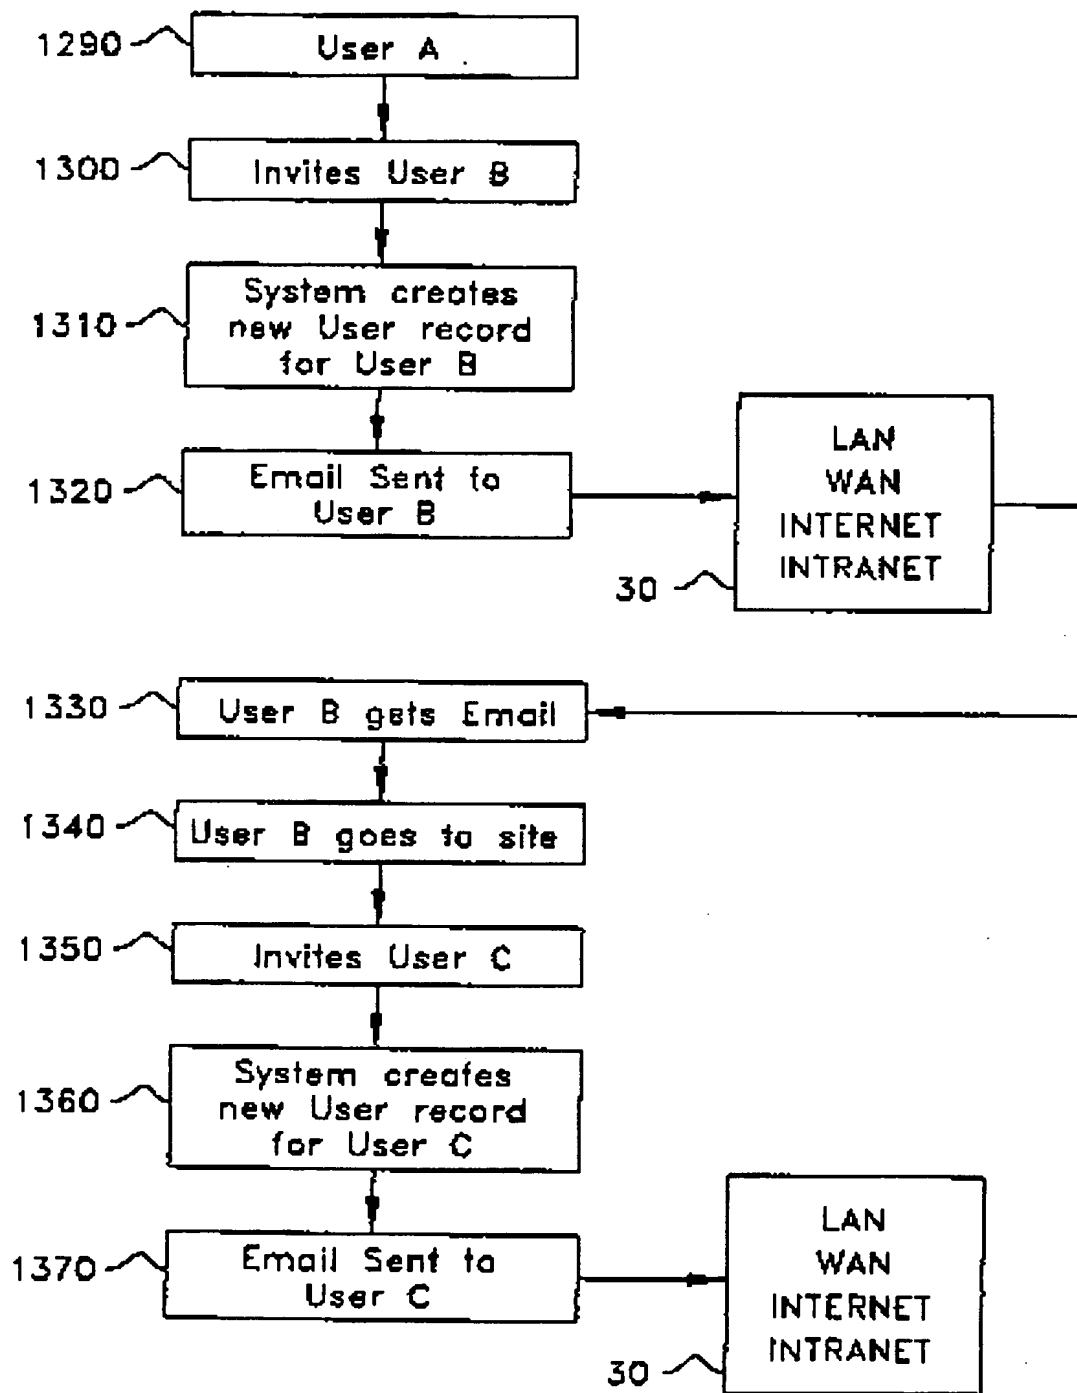 1290
User A
1300
Invites User B
1310
System creates
new User record
for User B
1320
Email Sent to
User B
LAN
WAN
INTERNET
INTRANET
30
1330
User B gets Email
1340
User B goes to site
1350
Invites User C
1360
System creates
new User record
for User C
1370
Email Sent to
User C
LAN
WAN
INTERNET
INTRANET
30